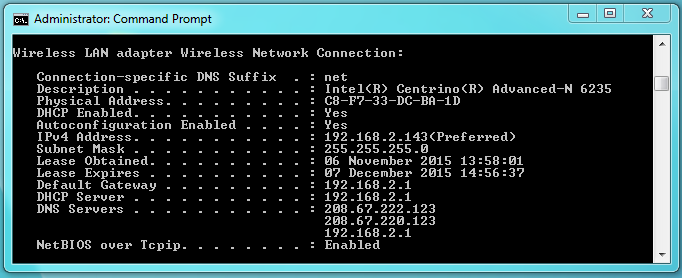 Administrator: Command Prompt
Wireless LAN adapter Wireless Network Connection:
Connection-specific DNS Suffix . : net
Description . . . . . . . . . . . : Intel(R) Centrino(R) Advanced-N 6235
Physical Address. . . . . . . . . : C8-F7-33-DC-BA-1D
DHCP Enabled. . . . . . . . . . . : Yes
Autoconfiguration Enabled . . . . : Yes
IPv4 Address. . . . . . . . . . . : 192.168.2.143(Preferred)
Subnet Mask . . . . . . . . . . . : 255.255.255.0
Lease Obtained. . . . . . . . . . : 06 November 2015 13:58:01
Lease Expires . . . . . . . . . . : 07 December 2015 14:56:37
Default Gateway . . . . . . . . . : 192.168.2.1
DHCP Server . . . . . . . . . . . : 192.168.2.1
DNS Servers . . . . . . . . . . . : 208.67.222.123
208.67.220.123
192.168.2.1
NetBIOS over Tcpip. . . . . . . . : Enabled